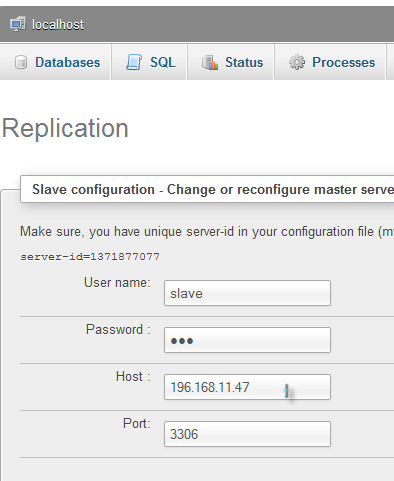 localhost
Databases SQL Status Processes
Replication
Slave configuration - Change or reconfigure master serve
Make sure, you have unique server-id in your configuration file (m
server-id=1371877077
User name: slave
Password : ●●●
Host : 196.168.11.47
Port: 3306